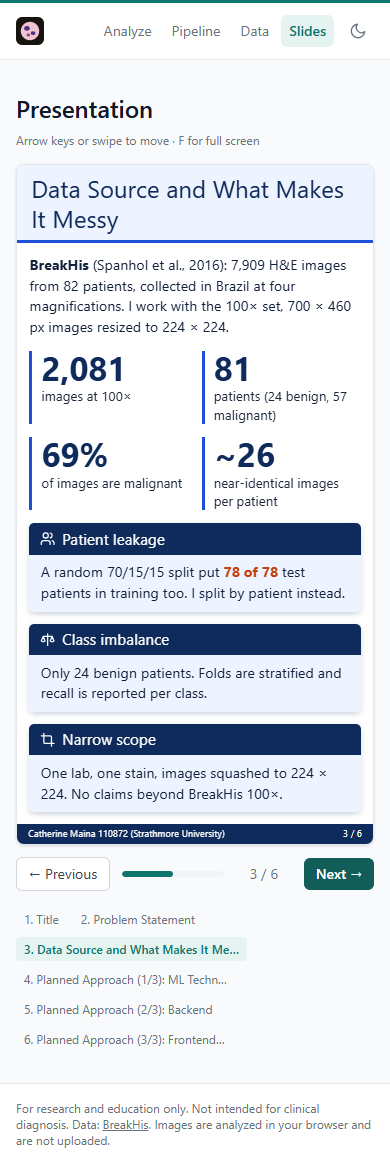 Analyze Pipeline Data Slides
Presentation
Arrow keys or swipe to move · F for full screen
Data Source and What Makes
It Messy
BreakHis (Spanhol et al., 2016): 7,909 H&E images
from 82 patients, collected in Brazil at four
magnifications. I work with the 100× set, 700 × 460
px images resized to 224 × 224.
2,081
images at 100×
81
patients (24 benign, 57
malignant)
69%
of images are malignant
~26
near-identical images
per patient
Patient leakage
A random 70/15/15 split put 78 of 78 test
patients in training too. I split by patient instead.
Class imbalance
Only 24 benign patients. Folds are stratified and
recall is reported per class.
Narrow scope
One lab, one stain, images squashed to 224 ×
224. No claims beyond BreakHis 100×.
Catherine Maina 110872 (Strathmore University) 3 / 6
← Previous 3 / 6 Next →
1. Title 2. Problem Statement
3. Data Source and What Makes It Me...
4. Planned Approach (1/3): ML Techn...
5. Planned Approach (2/3): Backend
6. Planned Approach (3/3): Frontend...
For research and education only. Not intended for clinical
diagnosis. Data: BreakHis. Images are analyzed in your browser and
are not uploaded.